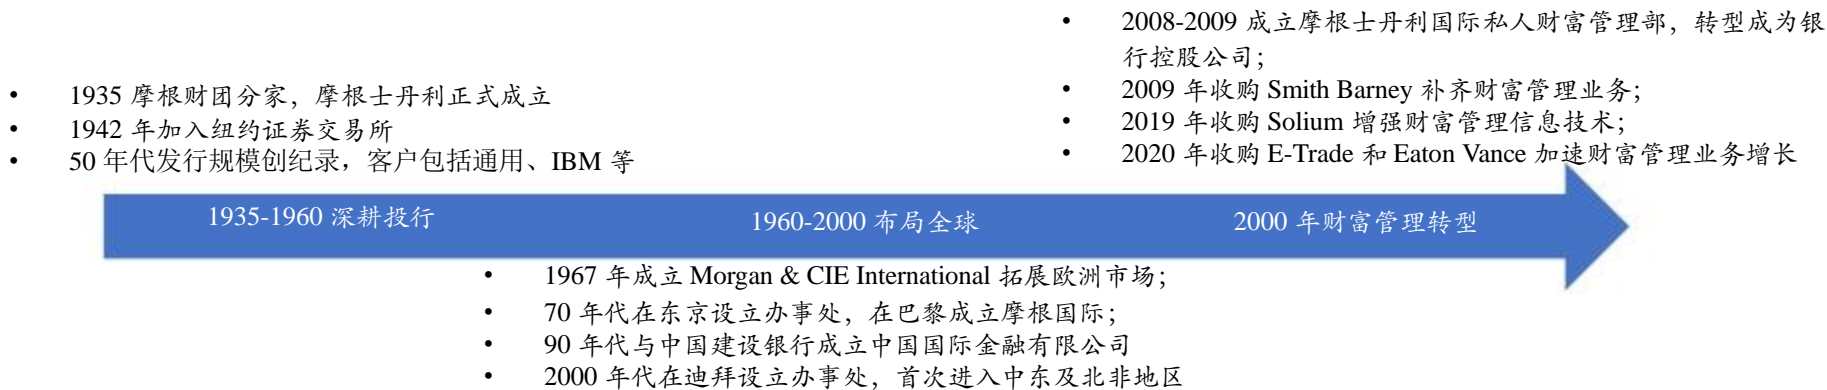 • 2008-2009 成立摩根士丹利国际私人财富管理部，转型成为银
行控股公司；
• 2009 年收购 Smith Barney 补齐财富管理业务；
• 2019 年收购 Solium 增强财富管理信息技术；
• 2020 年收购 E-Trade 和 Eaton Vance 加速财富管理业务增长
• 1935 摩根财团分家，摩根士丹利正式成立
• 1942 年加入纽约证券交易所
• 50 年代发行规模创纪录，客户包括通用、IBM 等
1935-1960 深耕投行
1960-2000 布局全球
2000 年财富管理转型
• 1967 年成立 Morgan & CIE International 拓展欧洲市场；
• 70 年代在东京设立办事处，在巴黎成立摩根国际；
• 90 年代与中国建设银行成立中国国际金融有限公司
• 2000 年代在迪拜设立办事处，首次进入中东及北非地区